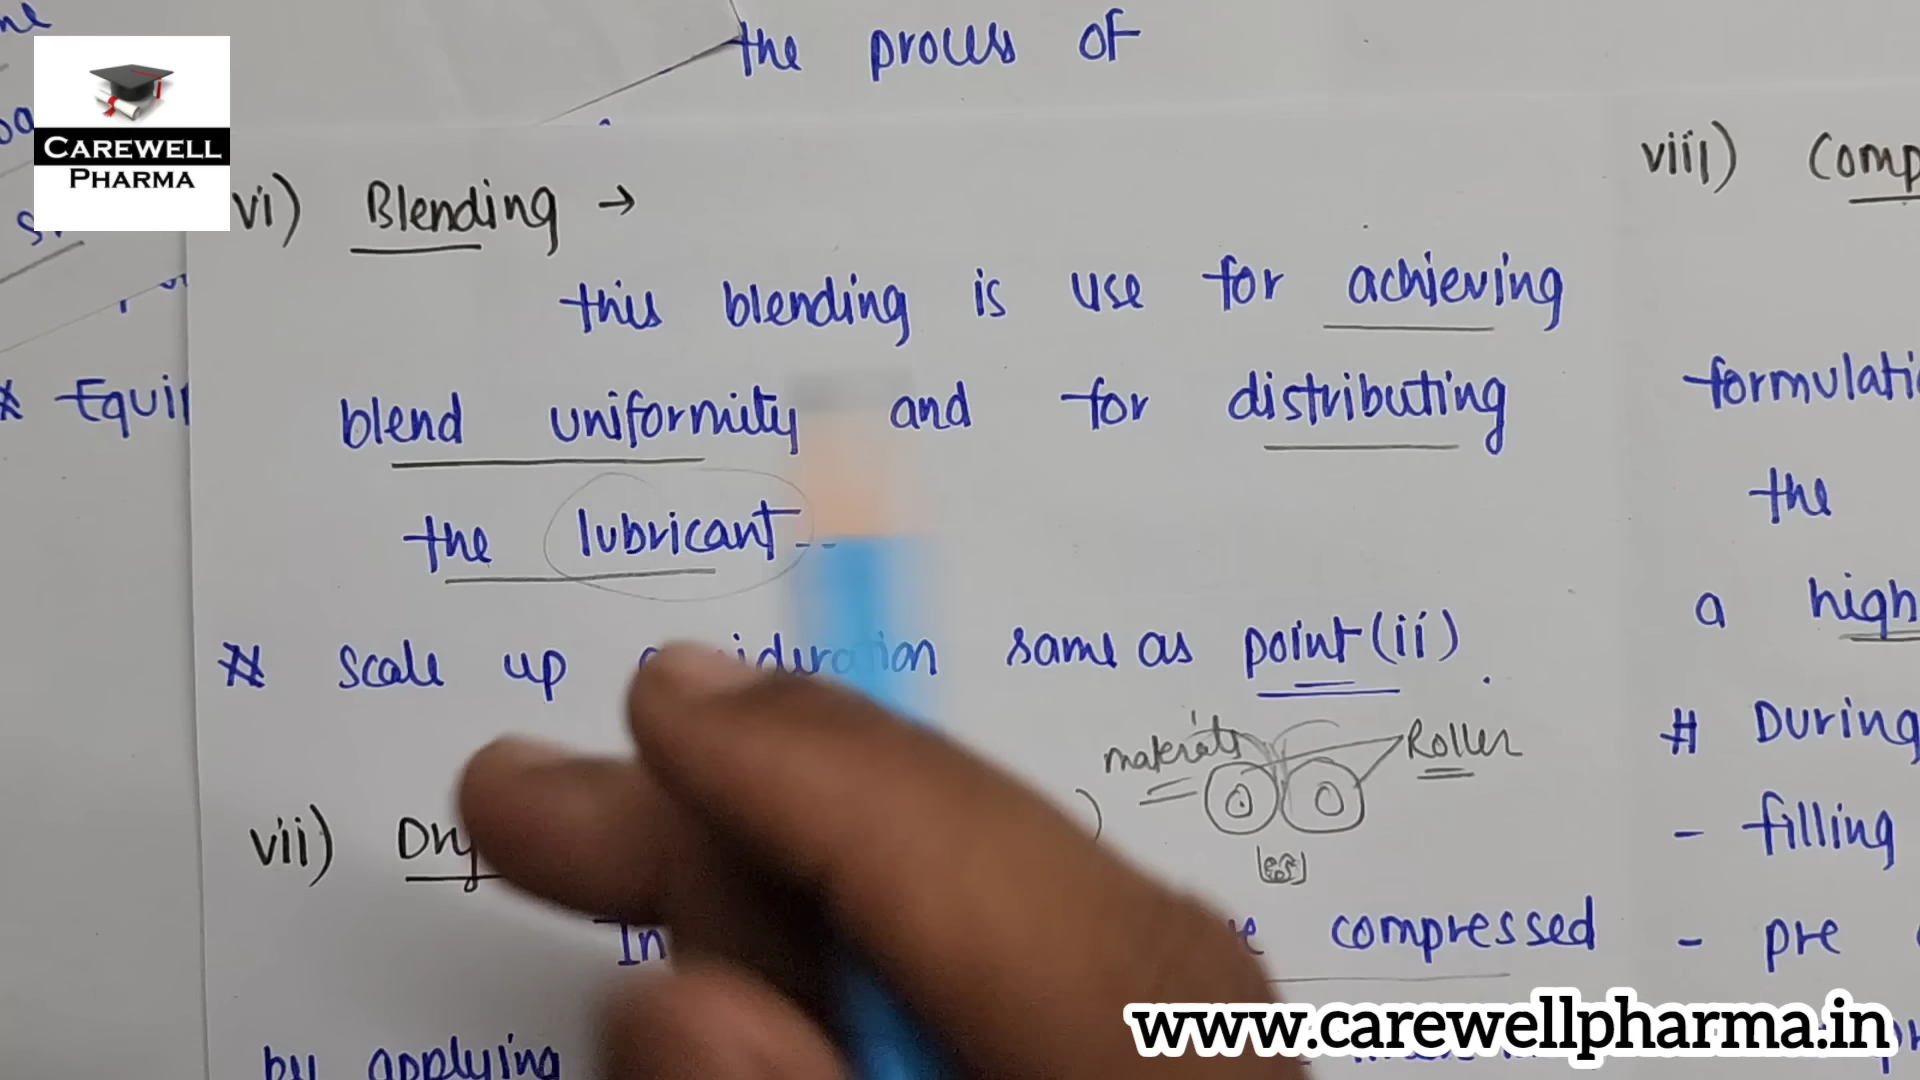 the process of
CAREWELL
PHARMA
vi) Blending →
this blending is use for achieving
blend uniformity and for distributing
the lubricant
# Scale up consideration same as point (ii).
materials
Roller
vii) Dry
In
compressed
by applying
* Equip
viii) Comp
formulati
the
a high
# During
- filling
- pre
www.carewellpharma.in